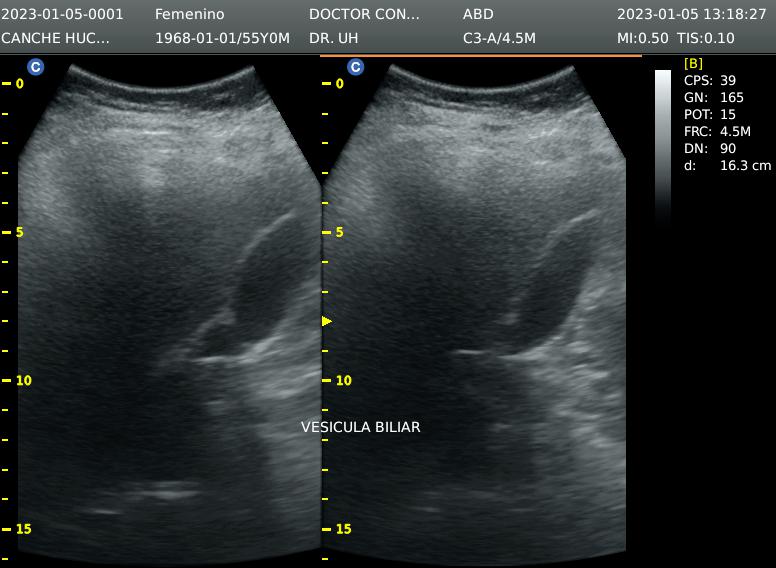 2023-01-05-0001 Femenino DOCTOR CON... ABD 2023-01-05 13:18:27
CANCHE HUC... 1968-01-01/55Y0M DR. UH C3-A/4.5M MI:0.50 TIS:0.10
C C
[B]
CPS: 39
GN: 165
POT: 15
FRC: 4.5M
DN: 90
d: 16.3 cm
0 0
5 5
10 10
VESICULA BILIAR
15 15